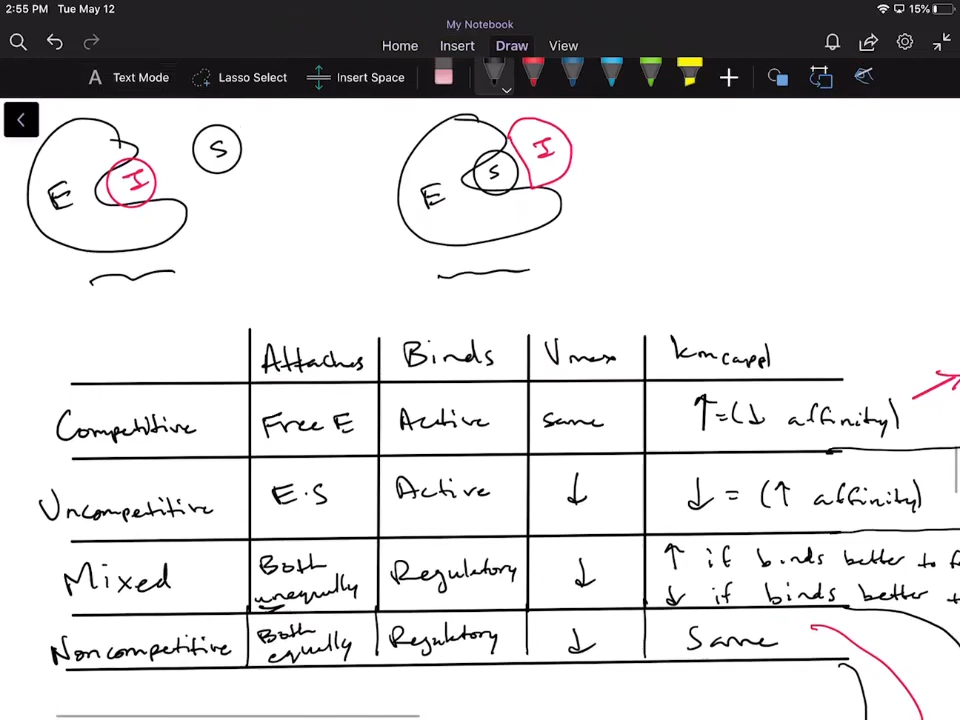 2:55 PM Tue May 12
15%
My Notebook
Home Insert Draw View
Text Mode Lasso Select Insert Space
E I S
E S I
Attaches Binds Vmax km(app)
Competitive Free E Active same ↑=(↓ affinity)
Uncompetitive E·S Active ↓ ↓ = (↑ affinity)
Mixed Both unequally Regulatory ↓ ↑ if binds better to
↓ if binds better
Noncompetitive Both equally Regulatory ↓ Same